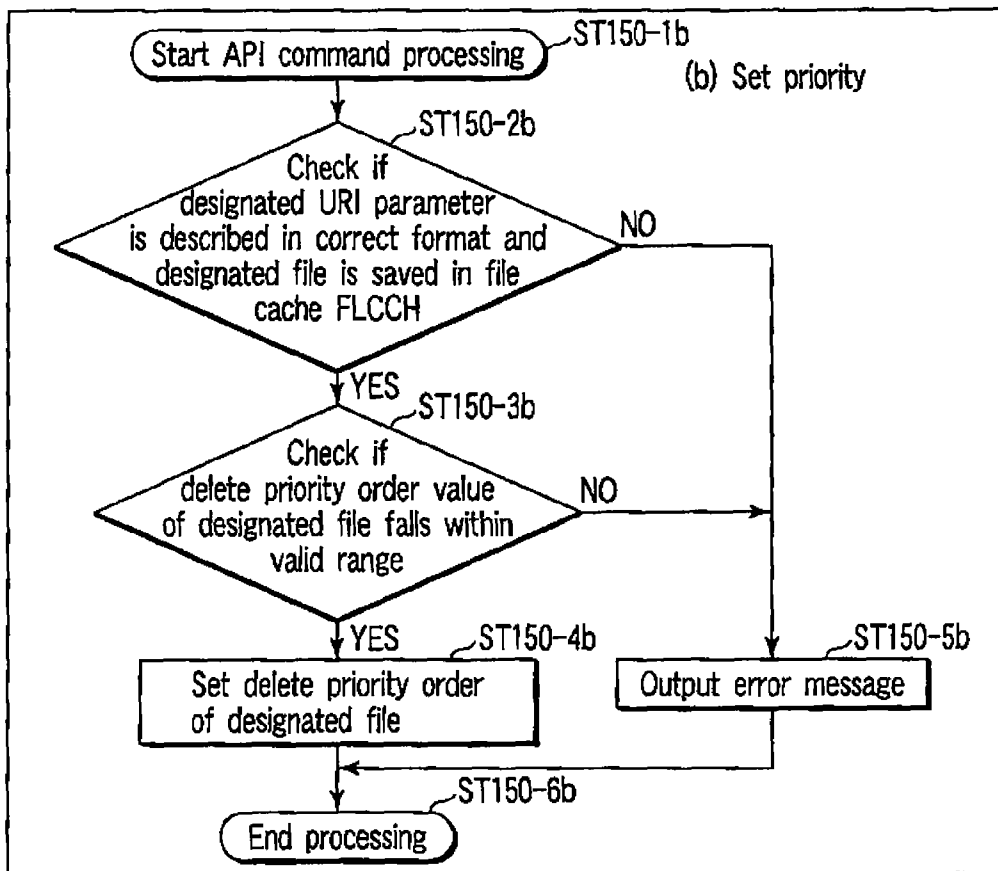 Start API command processing
ST150-1b
(b) Set priority
ST150-2b
Check if
designated URI parameter
is described in correct format and
designated file is saved in file
cache FLCCH
NO
YES
ST150-3b
Check if
delete priority order value
of designated file falls within
valid range
NO
YES
ST150-4b
Set delete priority order
of designated file
ST150-5b
Output error message
ST150-6b
End processing